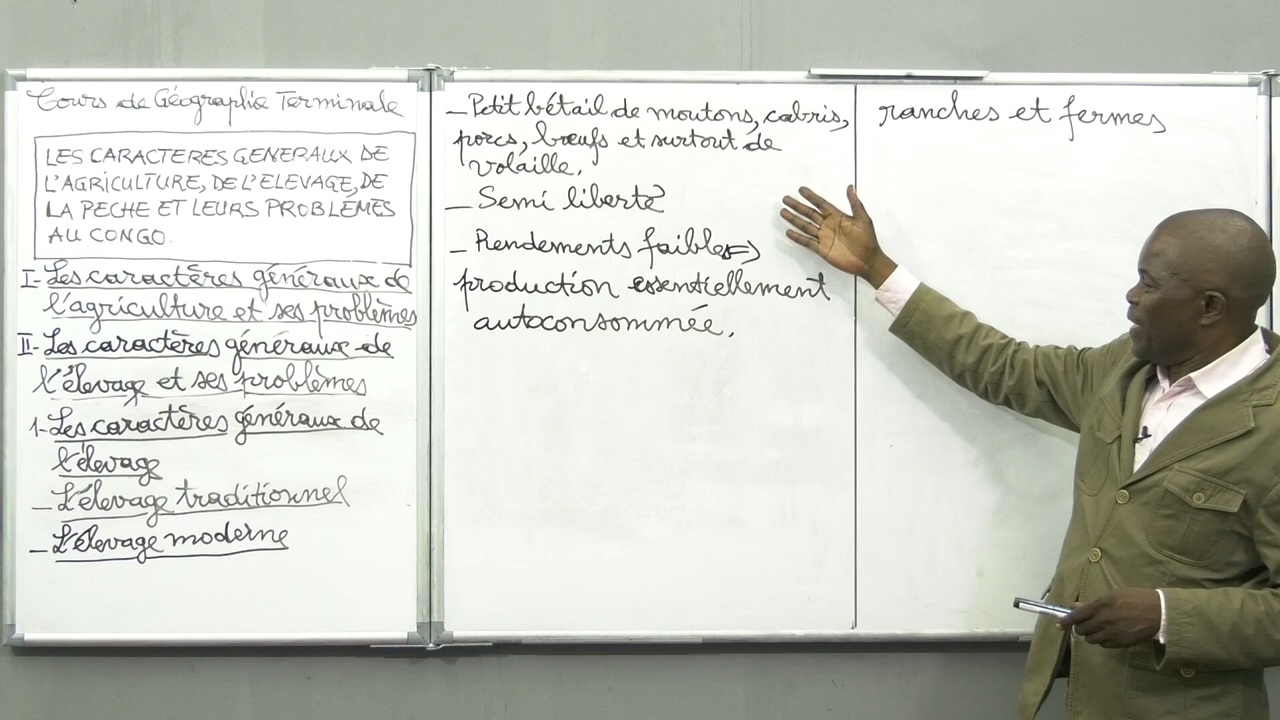 Cours de Géographie Terminale
LES CARACTERES GENERAUX DE
L'AGRICULTURE, DE L'ELEVAGE, DE
LA PECHE ET LEURS PROBLÉMES
AU CONGO.
I- Les caractères généraux de
l'agriculture et ses problèmes
II- Les caractères généraux de
l'élevage et ses problèmes
1- Les caractères généraux de
l'élevage
_ L'élevage traditionnel
_ L'élevage moderne
_ Petit bétail de moutons, cabris,
porcs, bœufs et surtout de
volaille.
_ Semi liberté
_ Rendements faibles =>
production essentiellement
autoconsommée.
ranches et fermes